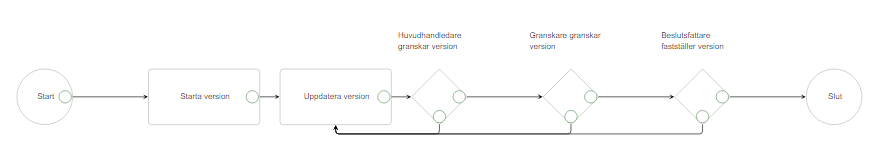 Huvudhandledare
granskar version
Granskare granskar
version
Beslutsfattare
fastställer version
Start
Starta version
Uppdatera version
Slut